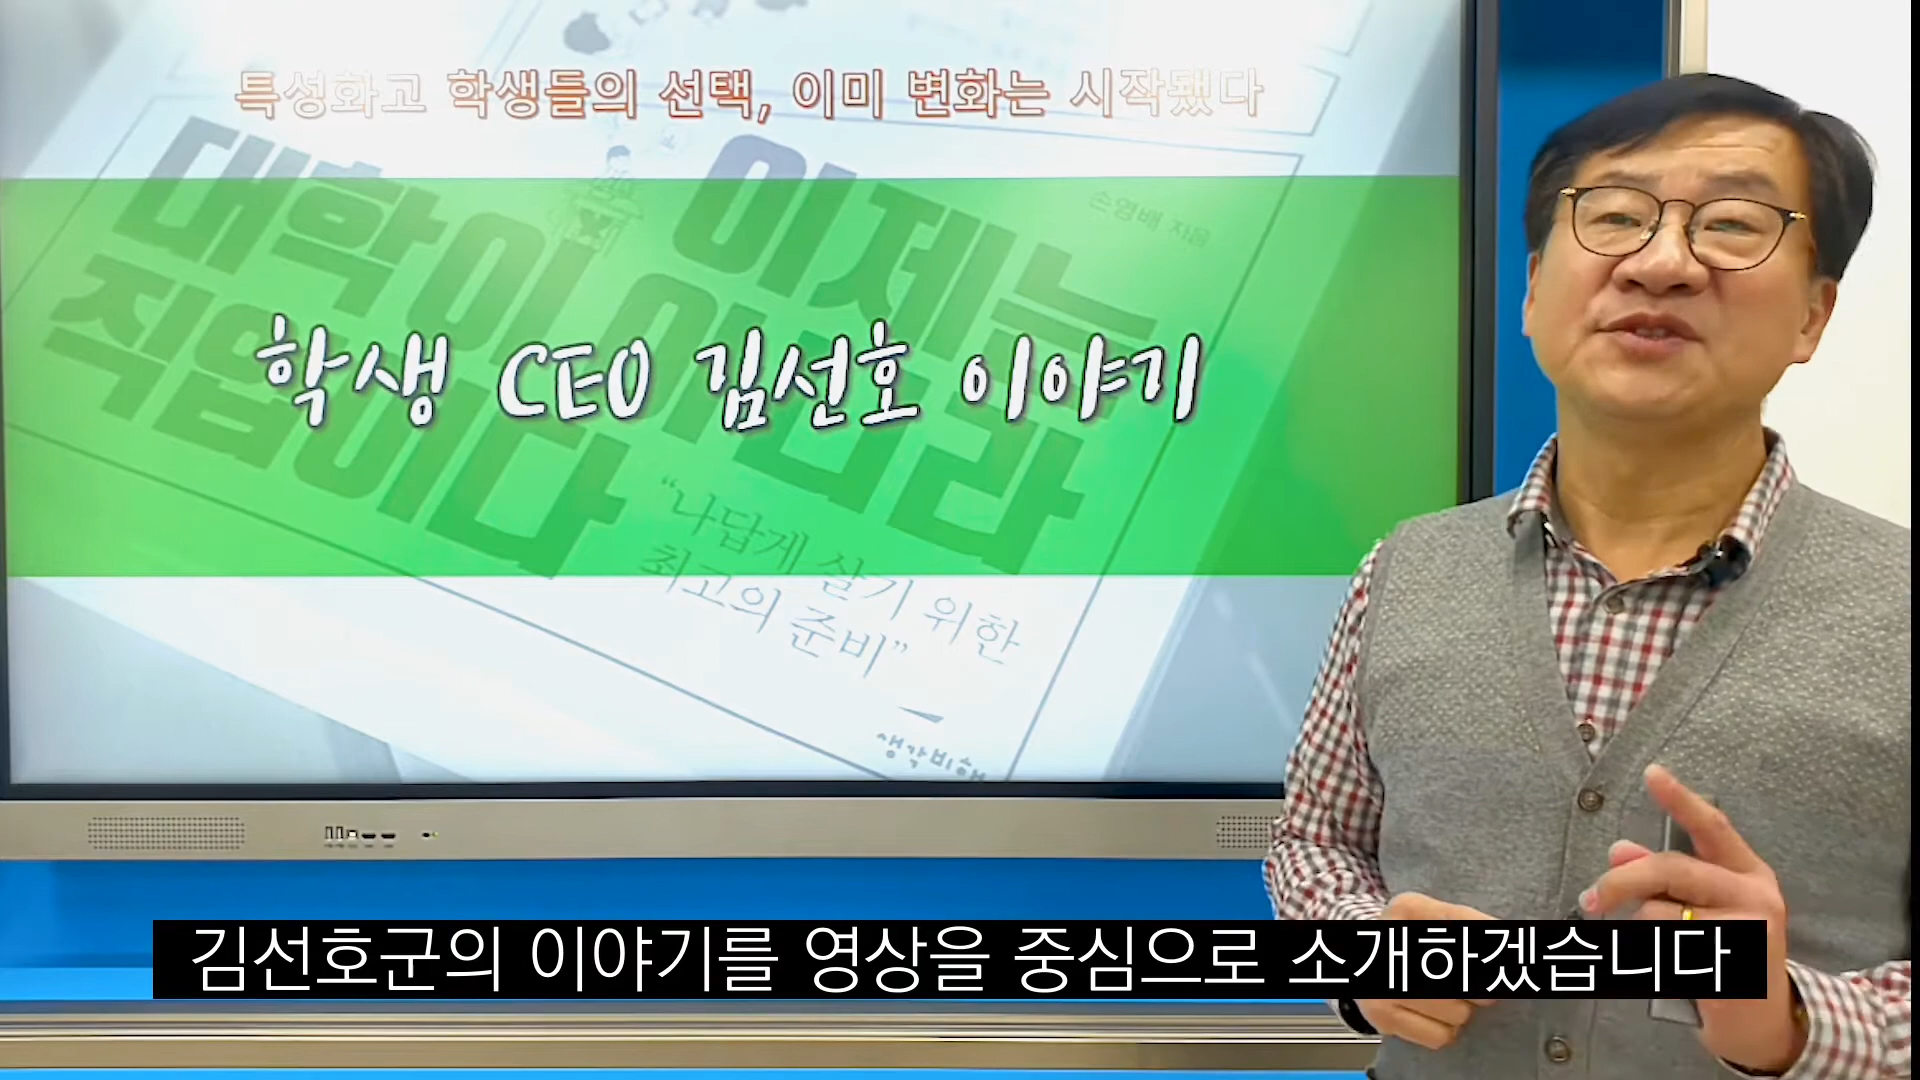 특성화고 학생들의 선택, 이미 변화는 시작됐다
손영배 지음
이제는
대학이 아니라
직업이다
학생 CEO 김선호 이야기
“나답게 살기 위한
최고의 준비”
생각비행
김선호군의 이야기를 영상을 중심으로 소개하겠습니다